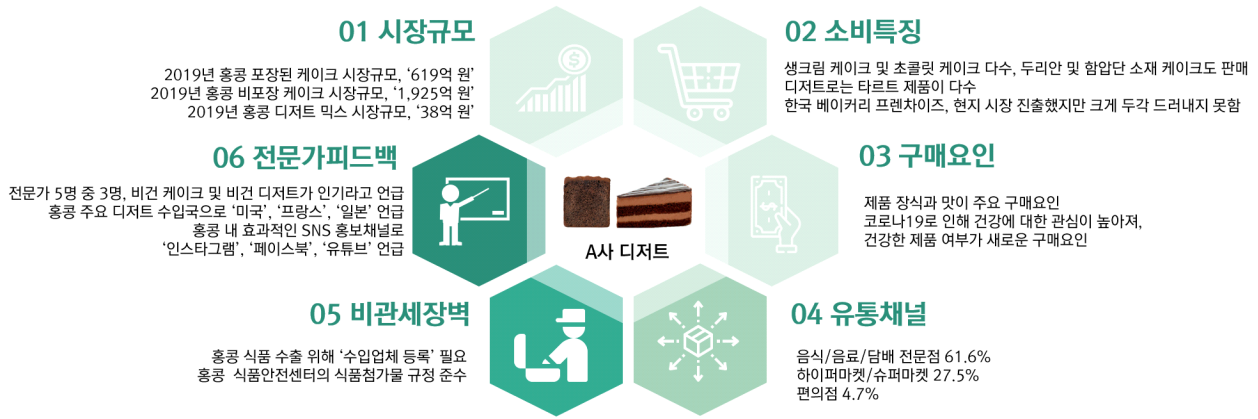 01 시장규모
2019년 홍콩 포장된 케이크 시장규모, ‘619억 원’
2019년 홍콩 비포장 케이크 시장규모, ‘1,925억 원’
2019년 홍콩 디저트 믹스 시장규모, ‘38억 원’
02 소비특징
생크림 케이크 및 초콜릿 케이크 다수, 두리안 및 함압단 소재 케이크도 판매
디저트로는 타르트 제품이 다수
한국 베이커리 프렌차이즈, 현지 시장 진출했지만 크게 두각 드러내지 못함
03 구매요인
제품 장식과 맛이 주요 구매요인
코로나19로 인해 건강에 대한 관심이 높아져,
건강한 제품 여부가 새로운 구매요인
04 유통채널
음식/음료/담배 전문점 61.6%
하이퍼마켓/슈퍼마켓 27.5%
편의점 4.7%
05 비관세장벽
홍콩 식품 수출 위해 ‘수입업체 등록’ 필요
홍콩 식품안전센터의 식품첨가물 규정 준수
06 전문가피드백
전문가 5명 중 3명, 비건 케이크 및 비건 디저트가 인기라고 언급
홍콩 주요 디저트 수입국으로 ‘미국’, ‘프랑스’, ‘일본’ 언급
홍콩 내 효과적인 SNS 홍보채널로
‘인스타그램’, ‘페이스북’, ‘유튜브’ 언급
A사 디저트
$